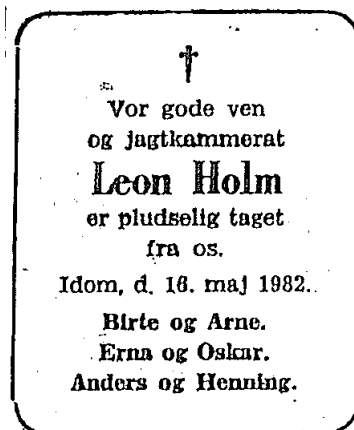 †
Vor gode ven
og jagtkammerat
Leon Holm
er pludselig taget
fra os.
Idom, d. 16. maj 1982.
Birte og Arne.
Erna og Oskar.
Anders og Henning.